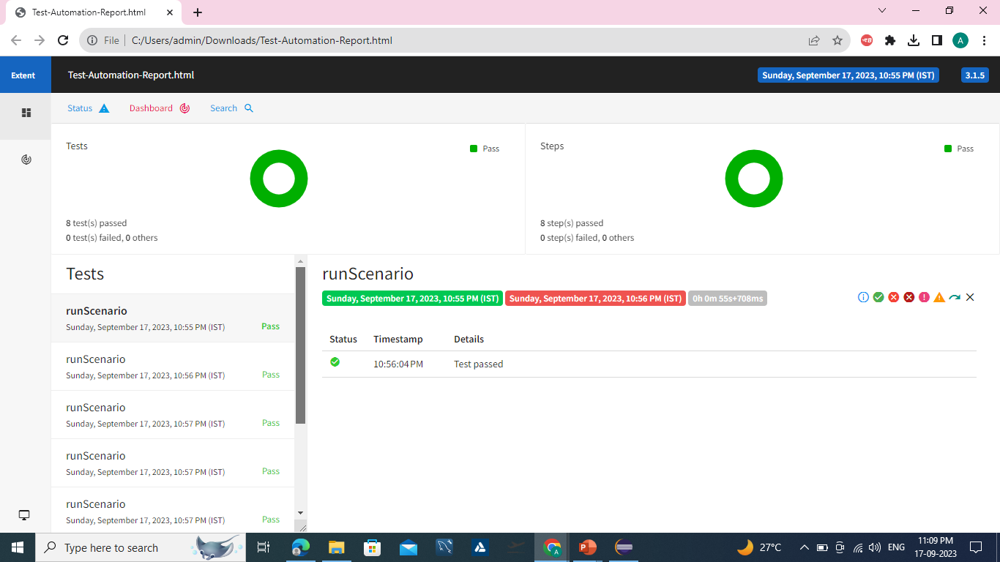 Test-Automation-Report.html
File C:/Users/admin/Downloads/Test-Automation-Report.html
A
Extent Test-Automation-Report.html Sunday, September 17, 2023, 10:55 PM (IST) 3.1.5
Status Dashboard Search
Tests
Pass
8 test(s) passed
0 test(s) failed, 0 others
Steps
Pass
8 step(s) passed
0 step(s) failed, 0 others
Tests
runScenario
Sunday, September 17, 2023, 10:55 PM (IST) Pass
runScenario
Sunday, September 17, 2023, 10:56 PM (IST) Pass
runScenario
Sunday, September 17, 2023, 10:57 PM (IST) Pass
runScenario
Sunday, September 17, 2023, 10:57 PM (IST) Pass
runScenario
Sunday, September 17, 2023, 10:57 PM (IST) Pass
runScenario
Sunday, September 17, 2023, 10:55 PM (IST) Sunday, September 17, 2023, 10:56 PM (IST) 0h 0m 55s+708ms
Status Timestamp Details
10:56:04 PM Test passed
Type here to search
27°C
ENG
11:09 PM
17-09-2023